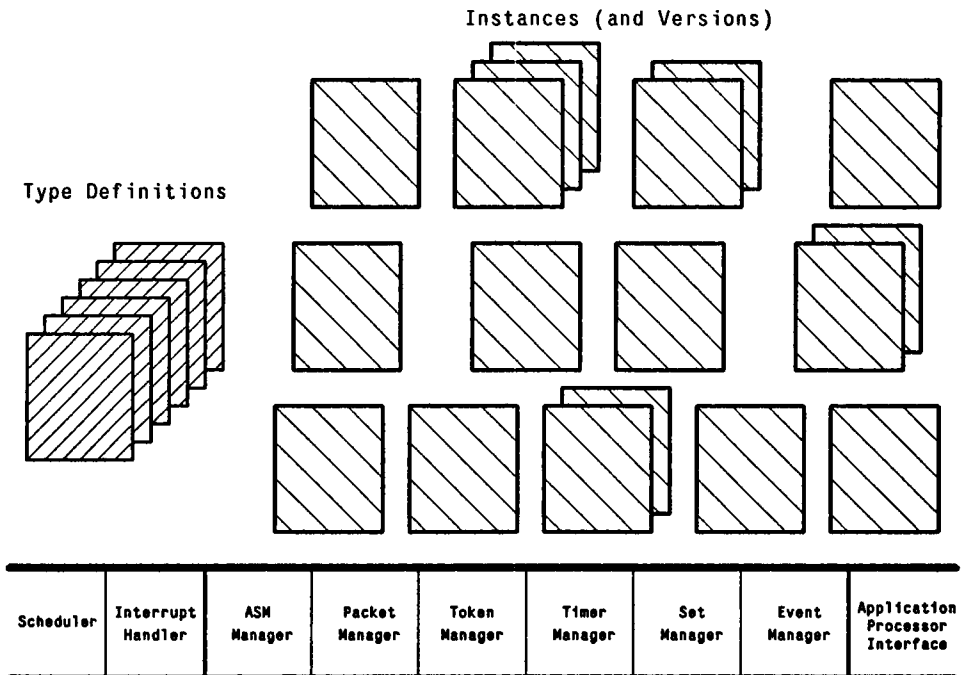 Instances (and Versions)
Type Definitions
Scheduler
Interrupt
Handler
ASM
Manager
Packet
Manager
Token
Manager
Timer
Manager
Set
Manager
Event
Manager
Application
Processor
Interface